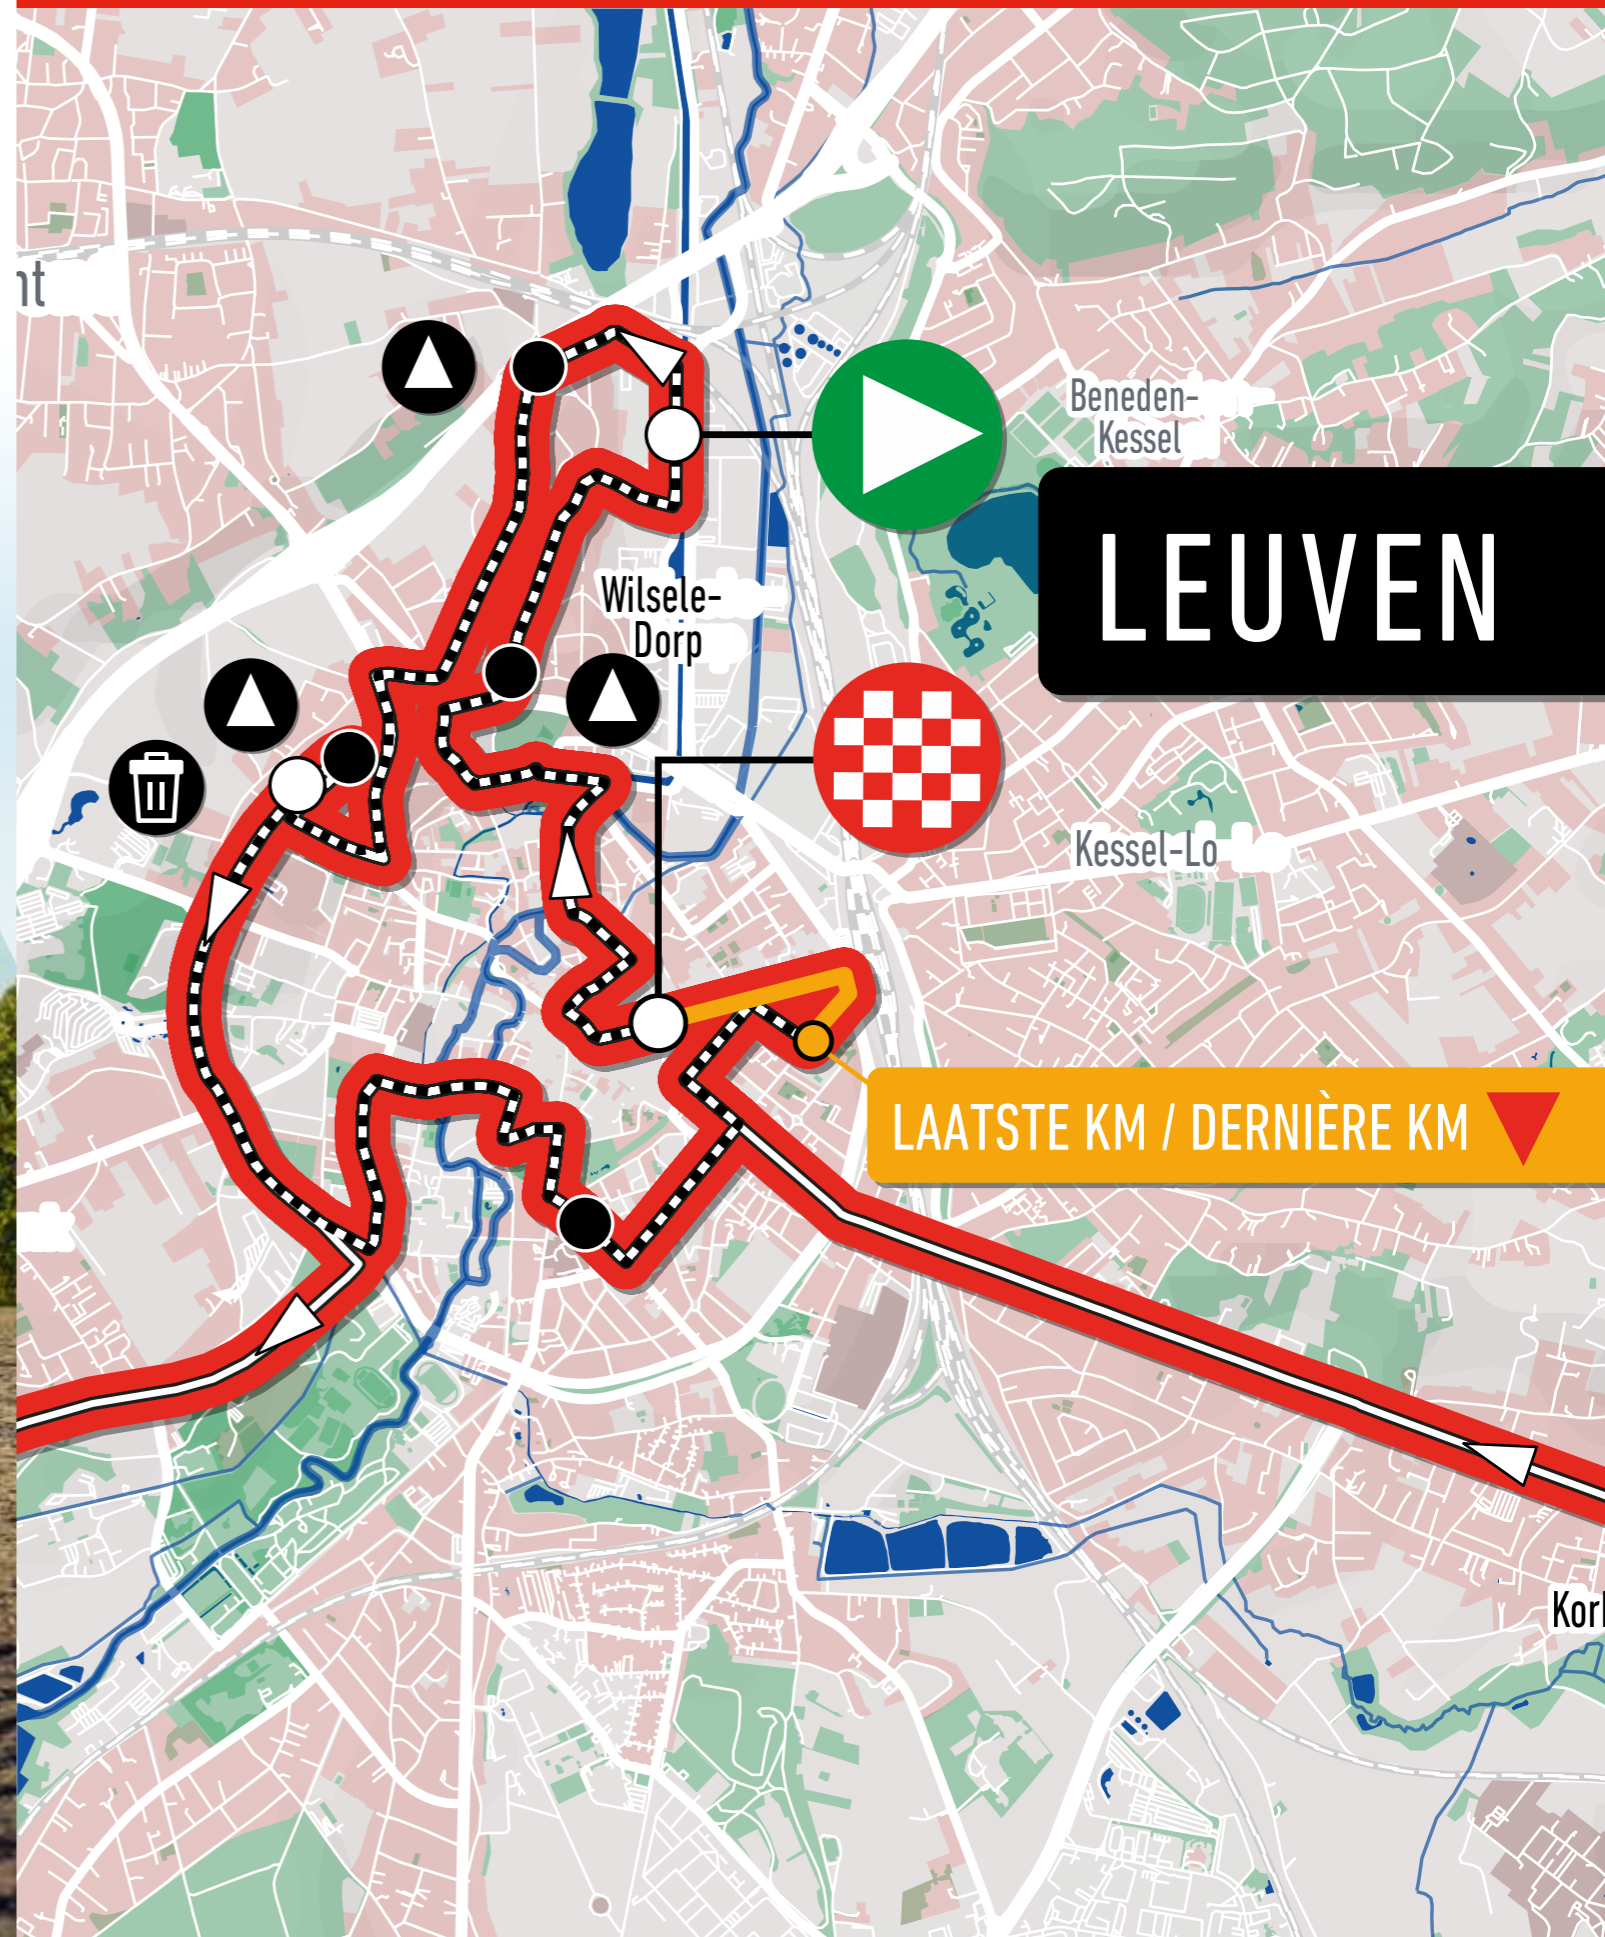 Beneden-
Kessel
LEUVEN
Wilsele-
Dorp
Kessel-Lo
LAATSTE KM / DERNIÈRE KM